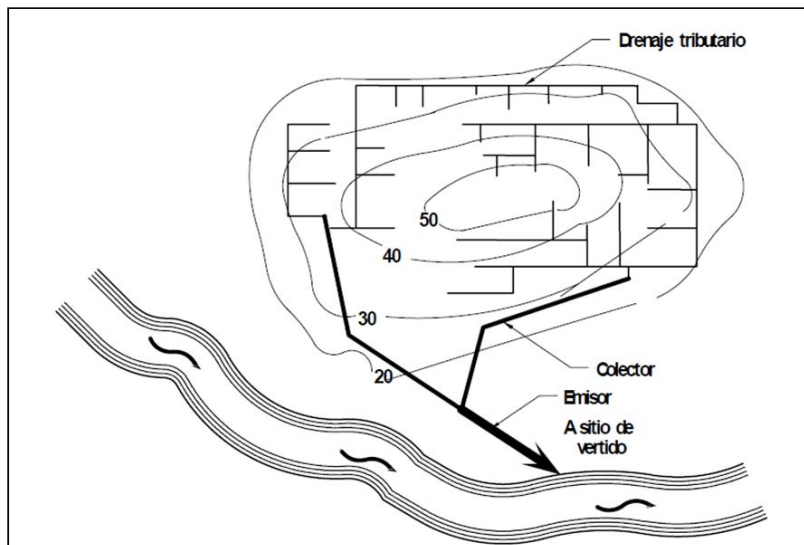 Drenaje tributario
50
40
30
20
Colector
Emisor
A sitio de
vertido